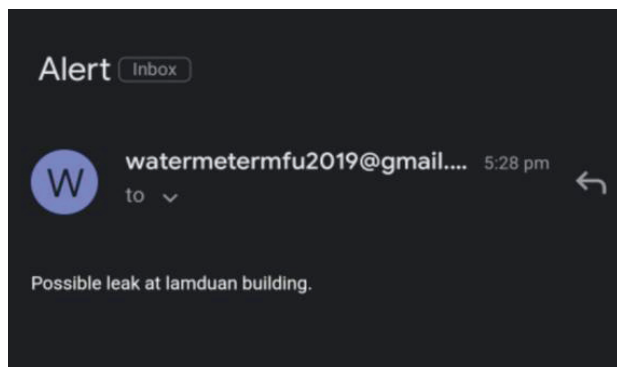 Alert Inbox
W
watermetermfu2019@gmail.... 5:28 pm
to
Possible leak at lamduan building.